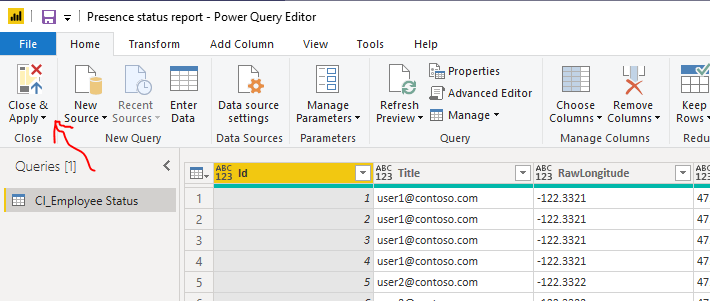 Presence status report - Power Query Editor
File Home Transform Add Column View Tools Help
Close & Apply
New Source
Recent Sources
Enter Data
Data source settings
Manage Parameters
Refresh Preview
Properties
Advanced Editor
Manage
Choose Columns
Remove Columns
Keep Rows
Close New Query Data Sources Parameters Query Manage Columns Redu
Queries [1]
CI_Employee Status
ABC 123 Id ABC 123 Title ABC 123 RawLongitude ABC 123
1 1 user1@contoso.com -122.3321 47
2 2 user1@contoso.com -122.3321 47
3 3 user1@contoso.com -122.3321 47
4 4 user1@contoso.com -122.3321 47
5 5 user2@contoso.com -122.3322 47